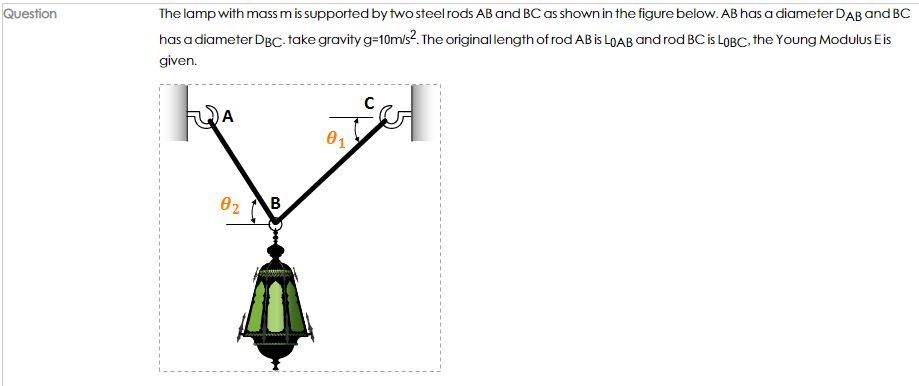 Question
The lamp with mass m is supported by two steel rods AB and BC as shown in the figure below. AB has a diameter DAB and BC
has a diameter DBC. take gravity g=10m/s². The original length of rod AB is L0AB and rod BC is L0BC, the Young Modulus E is
given.
C
A
θ1
θ2
B